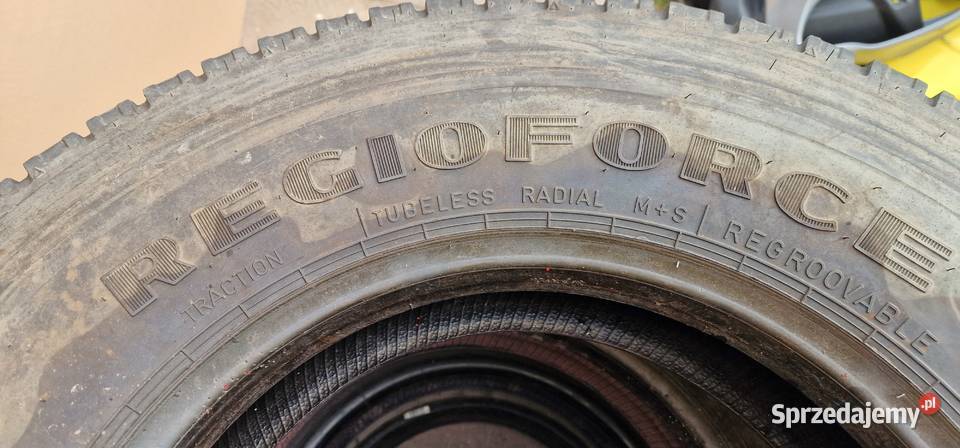 REGIOFORCE
TRACTION | TUBELESS RADIAL M+S | REGROOVABLE
Sprzedajemy.pl